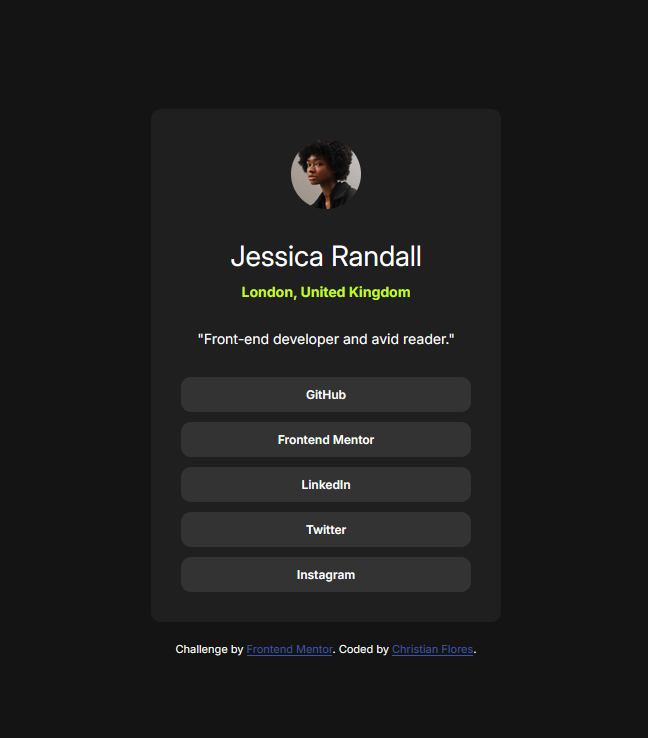 Jessica Randall
London, United Kingdom
"Front-end developer and avid reader."
GitHub
Frontend Mentor
LinkedIn
Twitter
Instagram
Challenge by Frontend Mentor. Coded by Christian Flores.